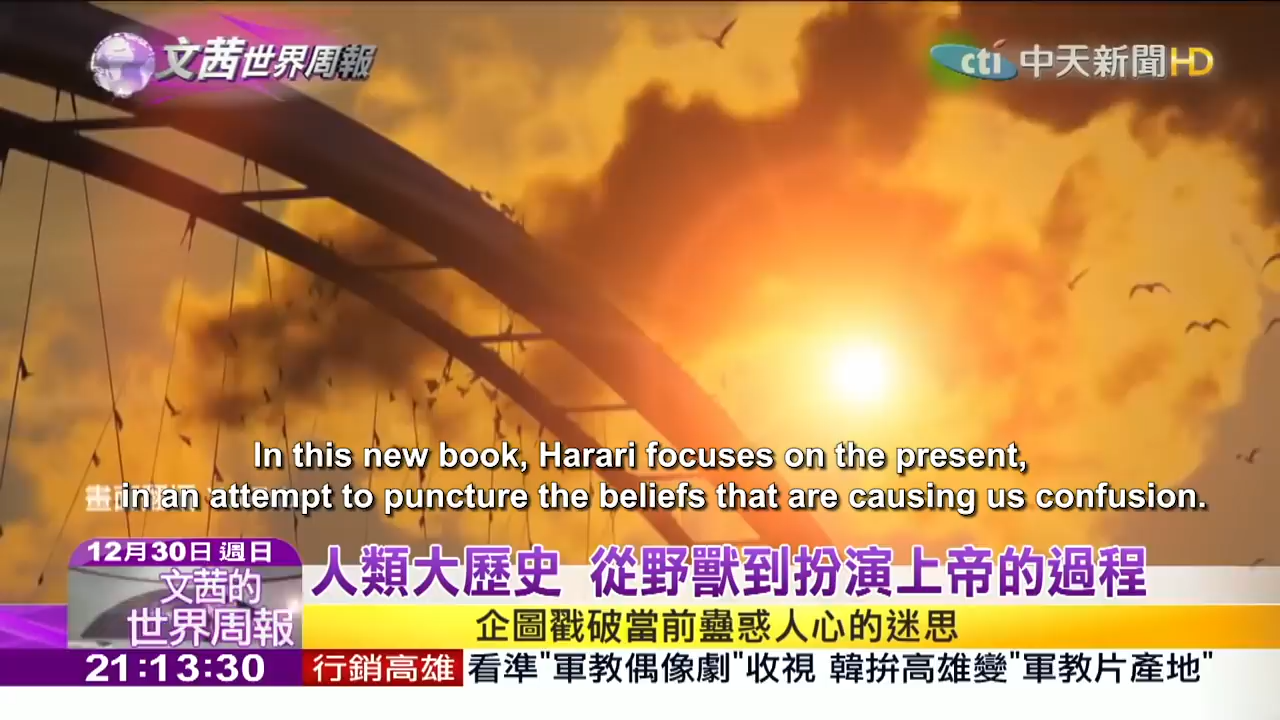 文茜世界周報
cti 中天新聞HD
In this new book, Harari focuses on the present,
in an attempt to puncture the beliefs that are causing us confusion.
12月30日 週日
文茜的
世界周報
人類大歷史 從野獸到扮演上帝的過程
企圖戳破當前蠱惑人心的迷思
21:13:30
行銷高雄 看準"軍教偶像劇"收視 韓拚高雄變"軍教片產地"